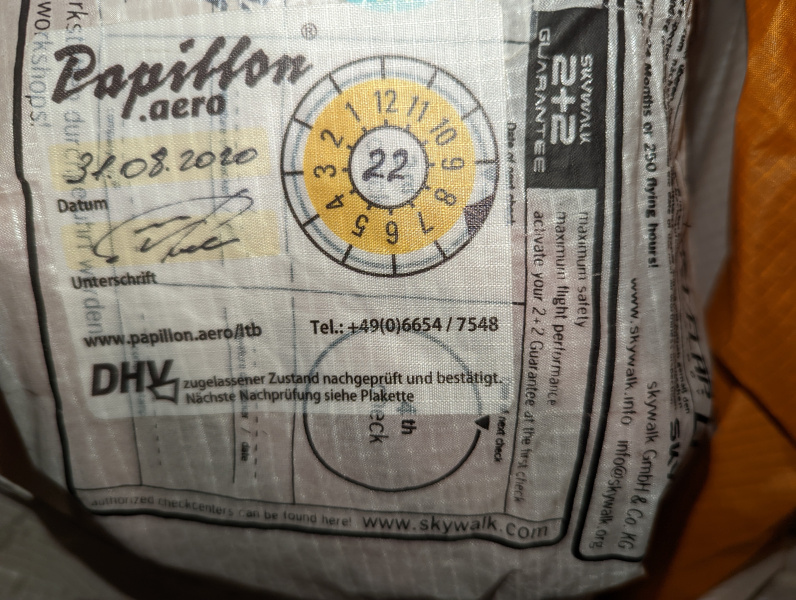 Papillon®
.aero
31.08.2020
Datum
Unterschrift
12 11 10 9 8 7 6 5 4 3 2 1
22
www.papillon.aero/ltb
Tel.: +49(0)6654 / 7548
DHV zugelassener Zustand nachgeprüft und bestätigt.
Nächste Nachprüfung siehe Plakette
workshops!
th
next check
/ date
authorized checkcenters can be found here! www.skywalk.com
SKYWALK
2+2
GUARANTEE
maximum safety
maximum flight performance
activate your 2+2 Guarantee at the first check
Months or 250 flying hours!
www.skywalk.info info@skywalk.org
skywalk GmbH & Co. KG